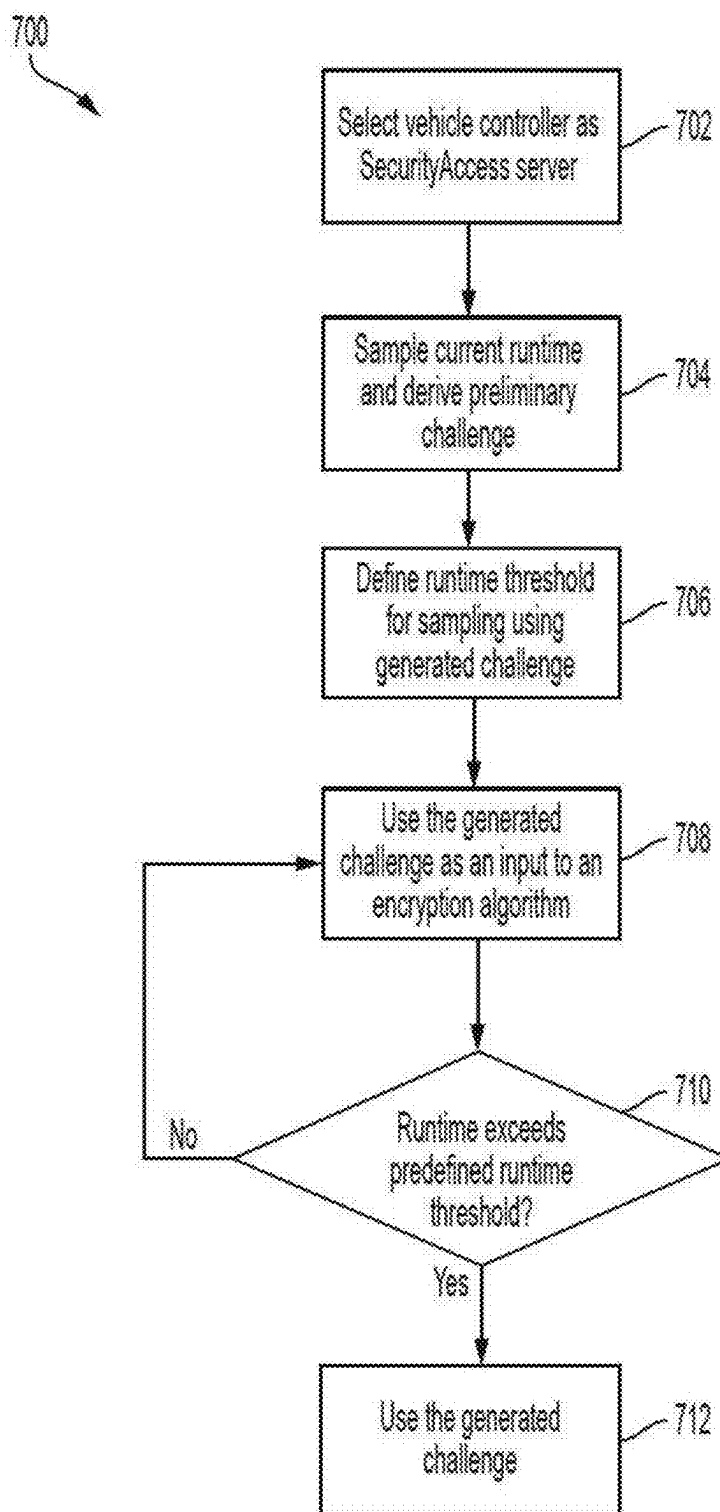 700
Select vehicle controller as
SecurityAccess server
702
Sample current runtime
and derive preliminary
challenge
704
Define runtime threshold
for sampling using
generated challenge
706
Use the generated
challenge as an input to an
encryption algorithm
708
710
No
Runtime exceeds
predefined runtime
threshold?
Yes
Use the generated
challenge
712